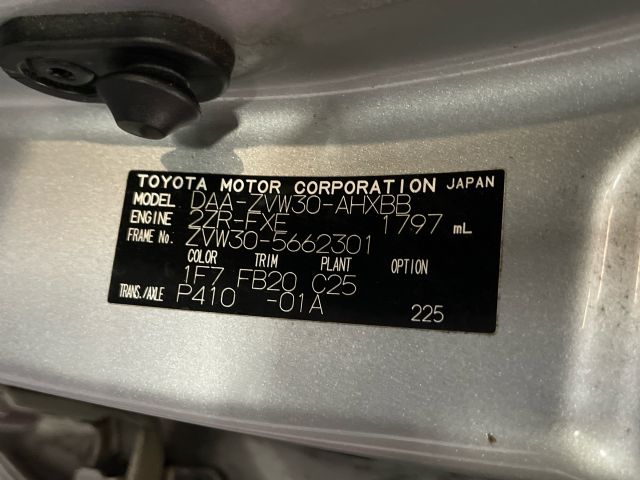 TOYOTA MOTOR CORPORATION JAPAN
MODEL DAA-ZVW30-AHXBB
ENGINE 2ZR-FXE 1797 mL
FRAME No. ZVW30-5662301
COLOR TRIM PLANT OPTION
1F7 FB20 C25
TRANS./AXLE P410 -01A
225